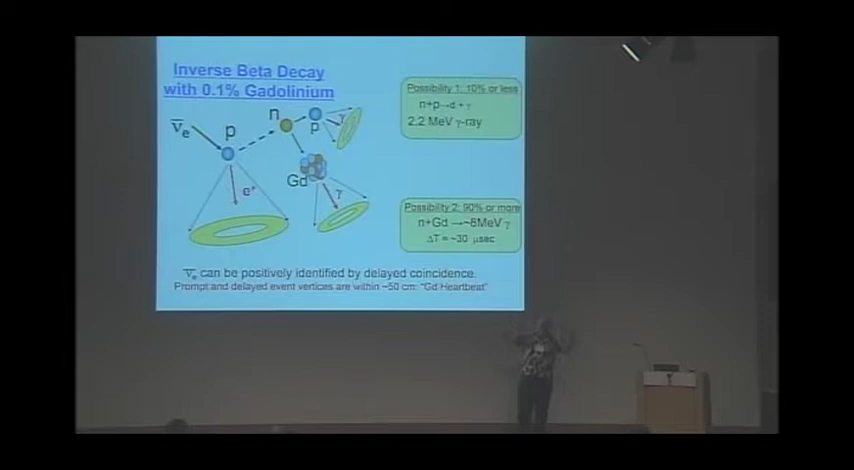 Inverse Beta Decay
with 0.1% Gadolinium
ν̅e
p
n
p
γ
e⁺
Gd
γ
Possibility 1: 10% or less
n+p→d + γ
2.2 MeV γ-ray
Possibility 2: 90% or more
n+Gd →~8MeV γ
ΔT = ~30 μsec
ν̅e can be positively identified by delayed coincidence.
Prompt and delayed event vertices are within ~50 cm: "Gd Heartbeat"